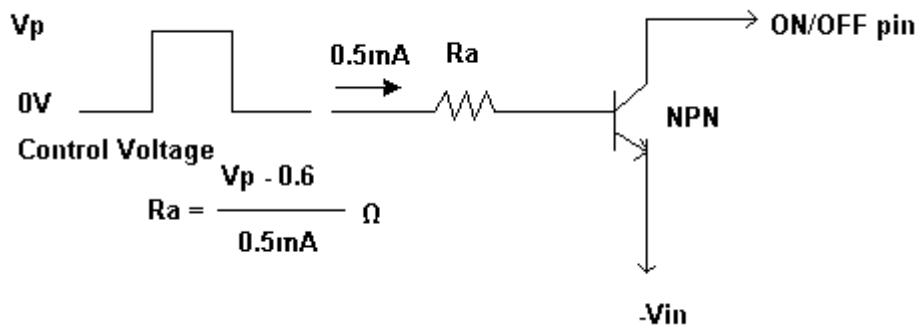 Vp
ON/OFF pin
0.5mA
Ra
0V
NPN
Control Voltage
Vp - 0.6
Ra =
Ω
0.5mA
-Vin